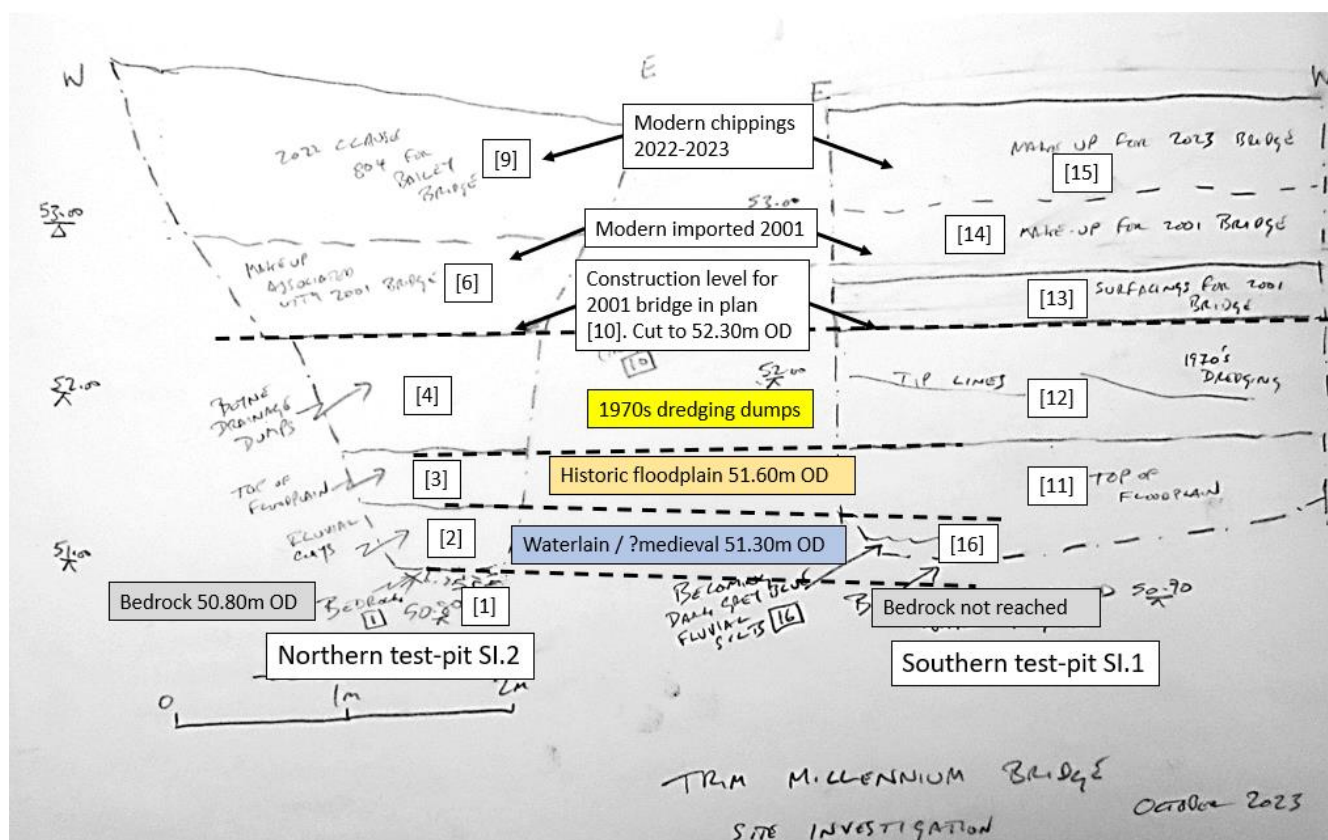 W
E
E
W
2022 CLAUSE
804 FOR
BAILEY
BRIDGE
[9]
Modern chippings
2022-2023
MAKE UP FOR 2023 BRIDGE
[15]
53.00
53.00
Modern imported 2001
[14]
MAKE-UP FOR 2001 BRIDGE
MAKEUP
ASSOCIATED
WITH 2001 BRIDGE
[6]
Construction level for
2001 bridge in plan
[10]. Cut to 52.30m OD
[13]
SURFACINGS FOR 2001
BRIDGE
10
52.00
52.00
BOYNE
DRAINAGE
DUMPS
[4]
1970s dredging dumps
TIP LINES
[12]
1970's
DREDGING
TOP OF
FLOODPLAIN
[3]
Historic floodplain 51.60m OD
[11]
TOP OF
FLOODPLAIN
FLUVIAL
CLAYS
[2]
Waterlain / ?medieval 51.30m OD
[16]
51.00
Bedrock 50.80m OD
BEDROCK
1
50.80
[1]
BECOMING
DARK GREY BLUE
FLUVIAL
SILTS
16
Bedrock not reached
50.90
Northern test-pit SI.2
Southern test-pit SI.1
0
1m
2m
TRIM MILLENNIUM BRIDGE
OCTOBER 2023
SITE INVESTIGATION